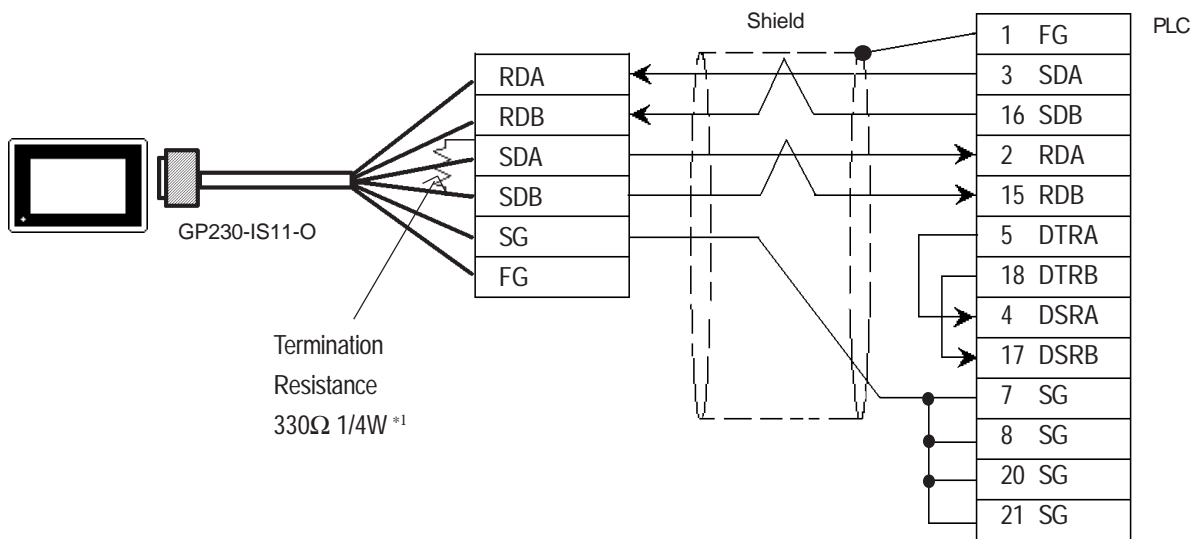 Shield
PLC
GP230-IS11-O
RDA
RDB
SDA
SDB
SG
FG
Termination
Resistance
330Ω 1/4W *1
1 FG
3 SDA
16 SDB
2 RDA
15 RDB
5 DTRA
18 DTRB
4 DSRA
17 DSRB
7 SG
8 SG
20 SG
21 SG